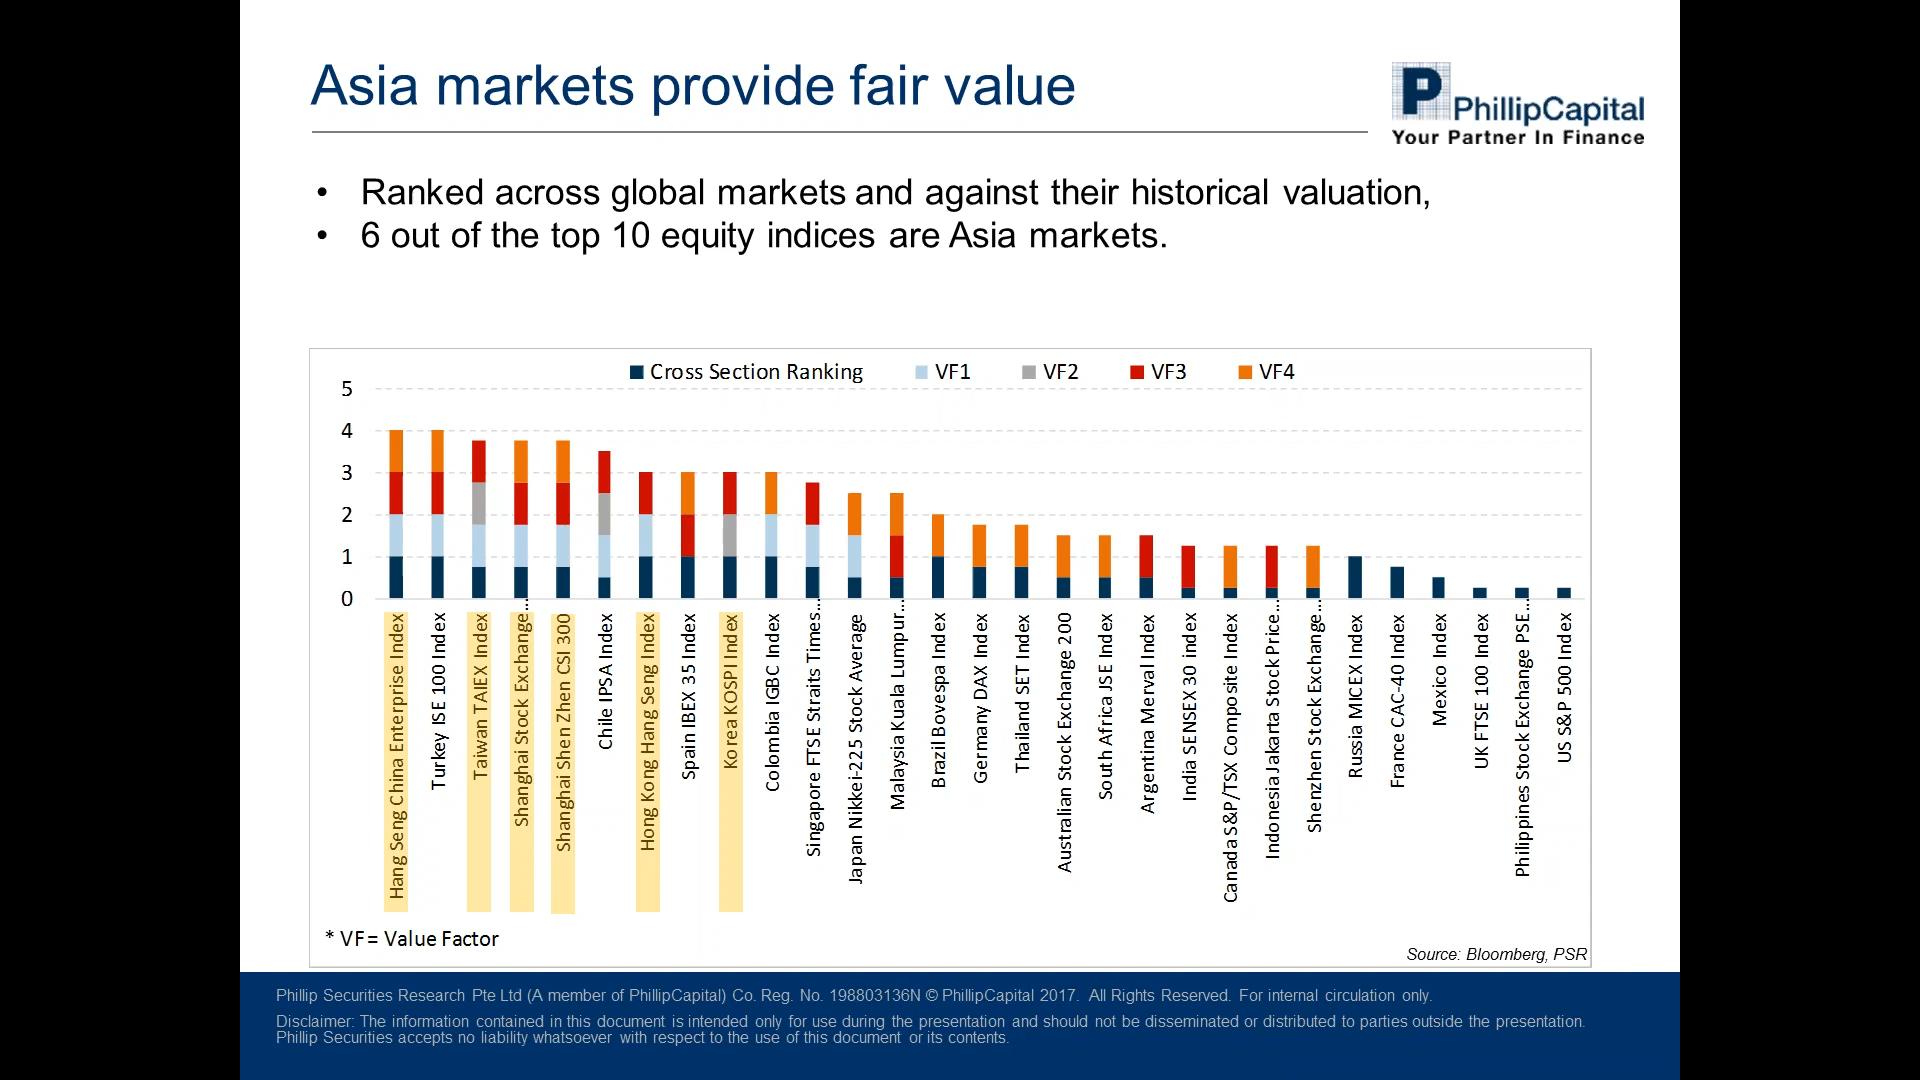 Asia markets provide fair value
P PhillipCapital
Your Partner In Finance
• Ranked across global markets and against their historical valuation,
• 6 out of the top 10 equity indices are Asia markets.
Cross Section Ranking VF1 VF2 VF3 VF4
5
4
3
2
1
0
Hang Seng China Enterprise Index
Turkey ISE 100 Index
Taiwan TAIEX Index
Shanghai Stock Exchange…
Shanghai Shen Zhen CSI 300
Chile IPSA Index
Hong Kong Hang Seng Index
Spain IBEX 35 Index
Korea KOSPI Index
Colombia IGBC Index
Singapore FTSE Straits Times…
Japan Nikkei-225 Stock Average
Malaysia Kuala Lumpur…
Brazil Bovespa Index
Germany DAX Index
Thailand SET Index
Australian Stock Exchange 200
South Africa JSE Index
Argentina Merval Index
India SENSEX 30 index
Canada S&P/TSX Composite Index
Indonesia Jakarta Stock Price…
Shenzhen Stock Exchange…
Russia MICEX Index
France CAC-40 Index
Mexico Index
UK FTSE 100 Index
Philippines Stock Exchange PSE…
US S&P 500 Index
* VF= Value Factor
Source: Bloomberg, PSR
Phillip Securities Research Pte Ltd (A member of PhillipCapital) Co. Reg. No. 198803136N © PhillipCapital 2017. All Rights Reserved. For internal circulation only.
Disclaimer: The information contained in this document is intended only for use during the presentation and should not be disseminated or distributed to parties outside the presentation.
Phillip Securities accepts no liability whatsoever with respect to the use of this document or its contents.